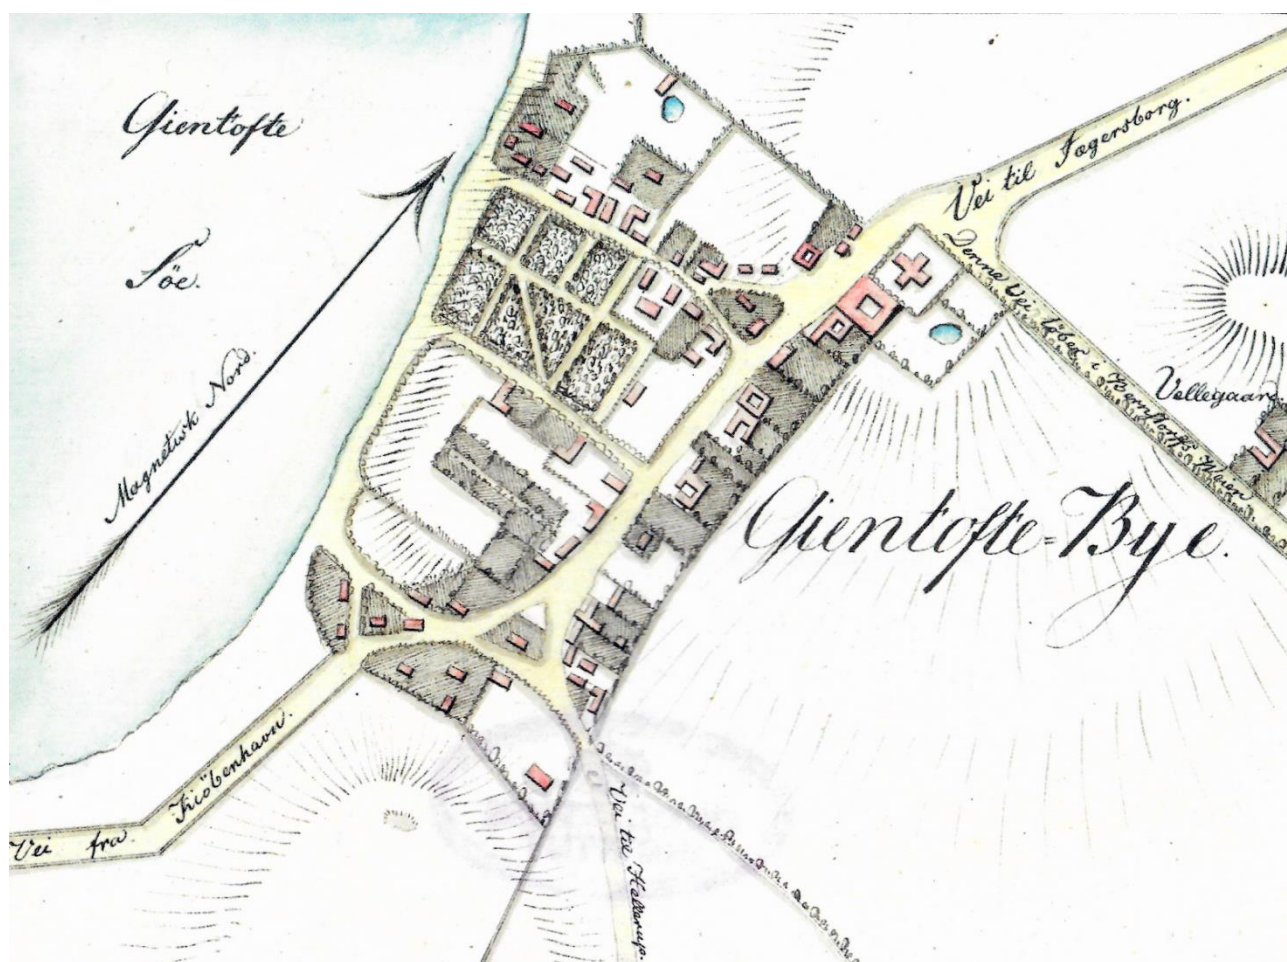 Gientofte
Söe.
Magnetisk Nord.
Vei til Jægersborg.
Denne vei løber i Bernstorffs Veien
Vellegaard
Gientofte=Bye.
Vei fra Kiöbenhavn.
Vei til Hellerup.